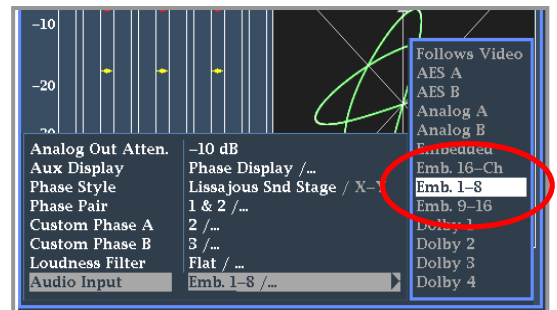 −10
−20
Follows Video
AES A
AES B
Analog A
Analog B
Embedded
Emb. 16−Ch
Emb. 1−8
Emb. 9−16
Dolby 1
Dolby 2
Dolby 3
Dolby 4
Analog Out Atten. −10 dB
Aux Display Phase Display /...
Phase Style Lissajous Snd Stage / X−Y
Phase Pair 1 & 2 /...
Custom Phase A 2 /...
Custom Phase B 3 /...
Loudness Filter Flat / ...
Audio Input Emb. 1−8 /...